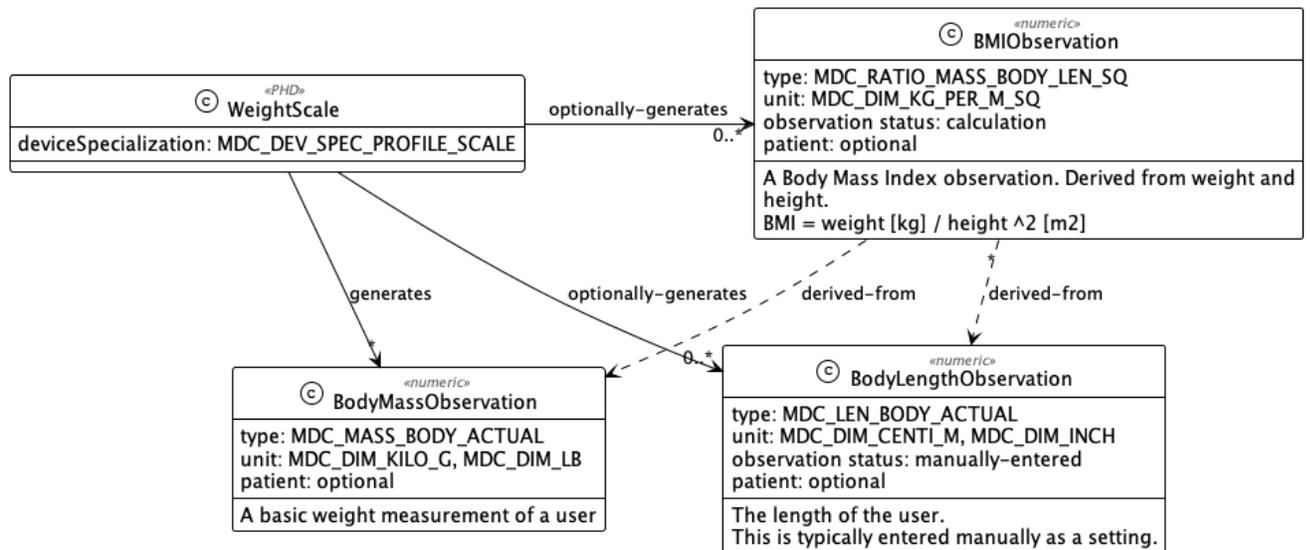 «numeric»
C BMIObservation
type: MDC_RATIO_MASS_BODY_LEN_SQ
unit: MDC_DIM_KG_PER_M_SQ
observation status: calculation
patient: optional
A Body Mass Index observation. Derived from weight and
height.
BMI = weight [kg] / height ^2 [m2]
«PHD»
C WeightScale
deviceSpecialization: MDC_DEV_SPEC_PROFILE_SCALE
optionally-generates
0..*
generates
*
optionally-generates
0..*
derived-from
*
derived-from
«numeric»
C BodyMassObservation
type: MDC_MASS_BODY_ACTUAL
unit: MDC_DIM_KILO_G, MDC_DIM_LB
patient: optional
A basic weight measurement of a user
«numeric»
C BodyLengthObservation
type: MDC_LEN_BODY_ACTUAL
unit: MDC_DIM_CENTI_M, MDC_DIM_INCH
observation status: manually-entered
patient: optional
The length of the user.
This is typically entered manually as a setting.